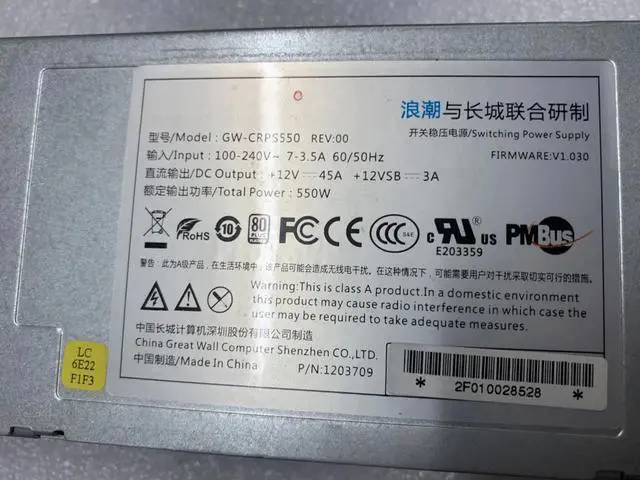 浪潮与长城联合研制
型号/Model: GW-CRPS550 REV:00
开关稳压电源/Switching Power Supply
输入/Input: 100-240V~ 7-3.5A 60/50Hz
FIRMWARE:V1.030
直流输出/DC Output: +12V⎓45A +12VSB⎓3A
额定输出功率/Total Power: 550W
RoHS 10 80 PLUS PLATINUM FC CE CCC S&E c RU US PMBus
E203359
警告: 此为A级产品、在生活环境中、该产品可能会造成无线电干扰。在这种情况下, 可能需要用户对干扰采取切实可行的措施。
Warning:This is class A product.In a domestic environment
this product may cause radio interference in which case the
user may be required to take adequate measures.
中国长城计算机深圳股份有限公司制造
China Great Wall Computer Shenzhen CO., LTD.
中国制造/Made In China P/N:1203709
* 2F010028528 *
LC
6E22
F1F3